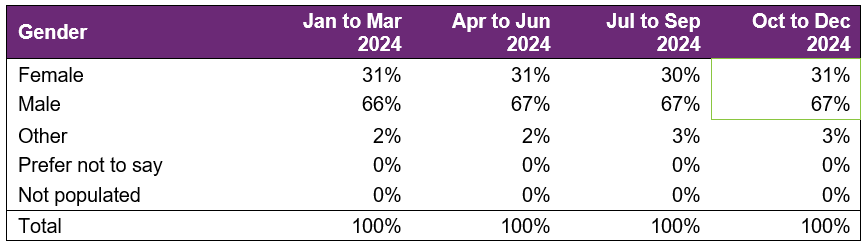 Gender Jan to Mar 2024 Apr to Jun 2024 Jul to Sep 2024 Oct to Dec 2024
Female 31% 31% 30% 31%
Male 66% 67% 67% 67%
Other 2% 2% 3% 3%
Prefer not to say 0% 0% 0% 0%
Not populated 0% 0% 0% 0%
Total 100% 100% 100% 100%